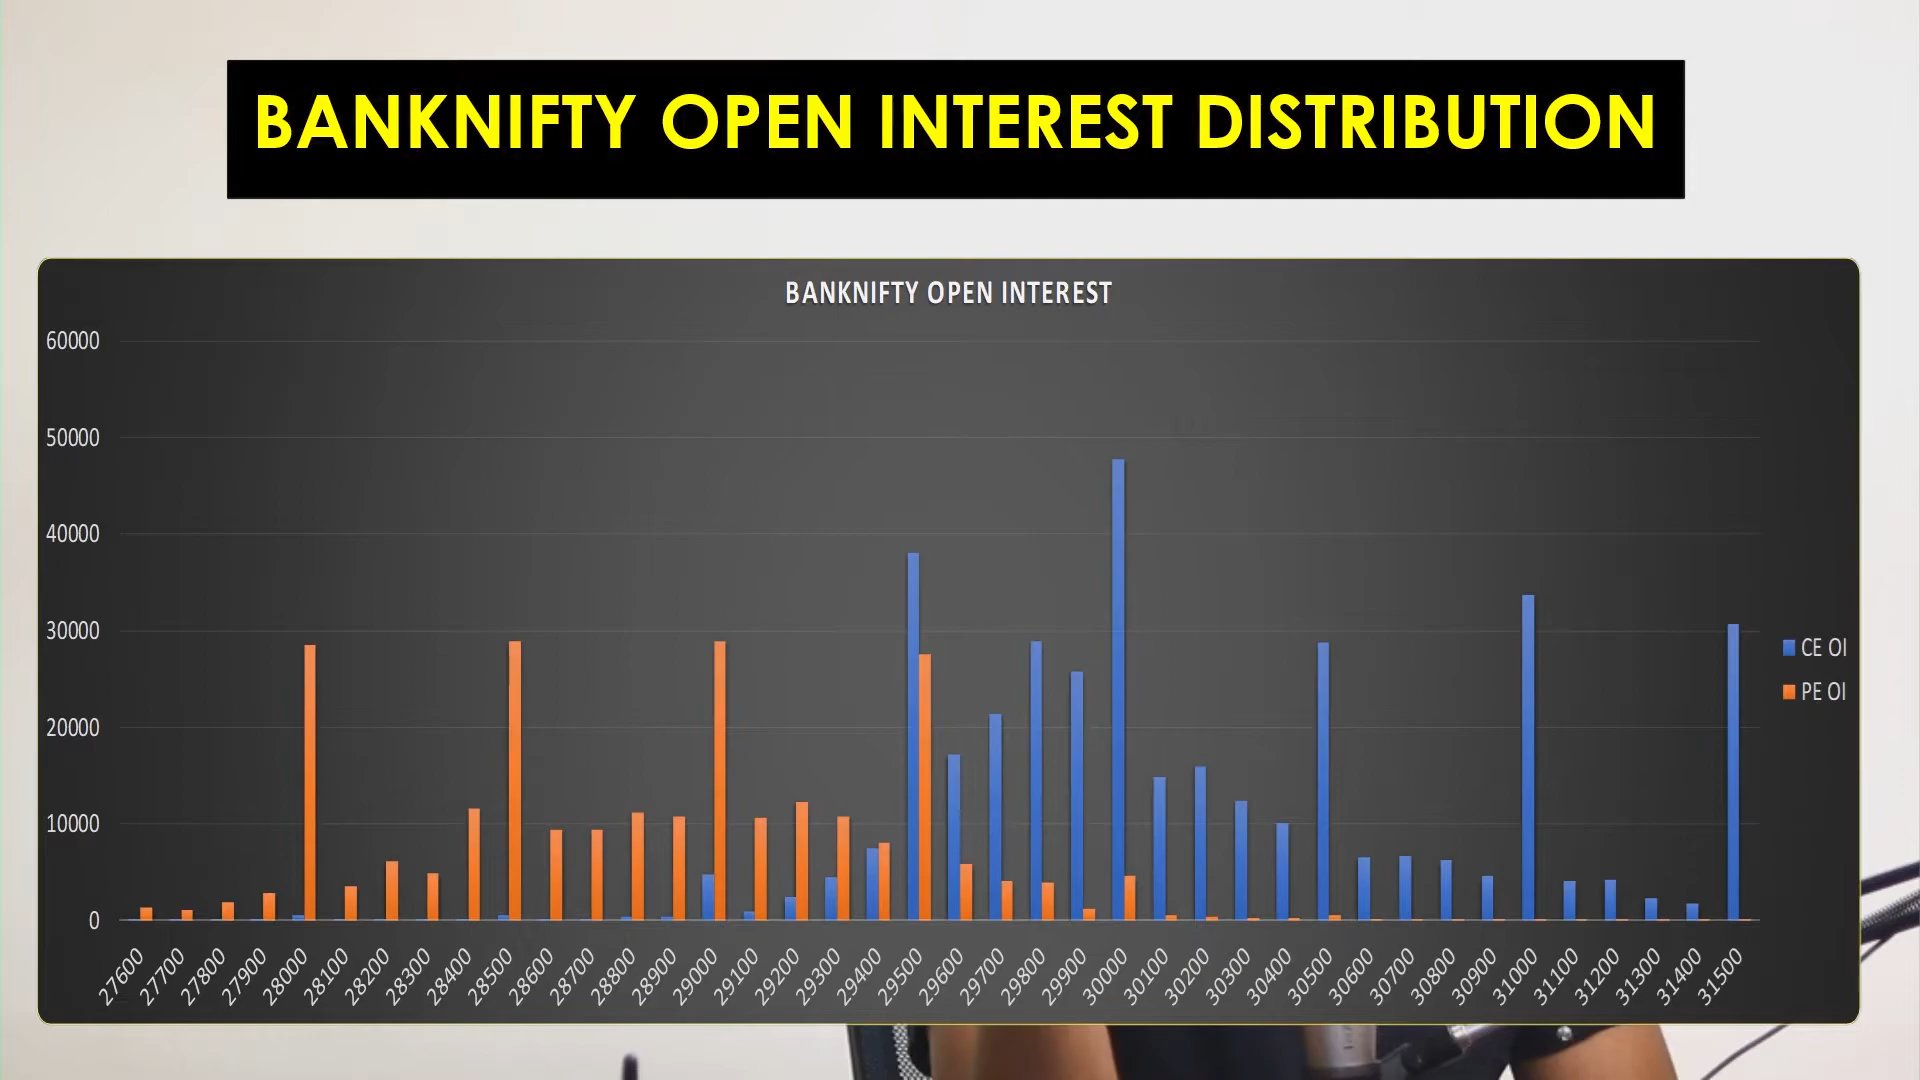 BANKNIFTY OPEN INTEREST DISTRIBUTION
BANKNIFTY OPEN INTEREST
60000
50000
40000
30000
20000
10000
0
CE OI
PE OI
27600 27700 27800 27900 28000 28100 28200 28300 28400 28500 28600 28700 28800 28900 29000 29100 29200 29300 29400 29500 29600 29700 29800 29900 30000 30100 30200 30300 30400 30500 30600 30700 30800 30900 31000 31100 31200 31300 31400 31500